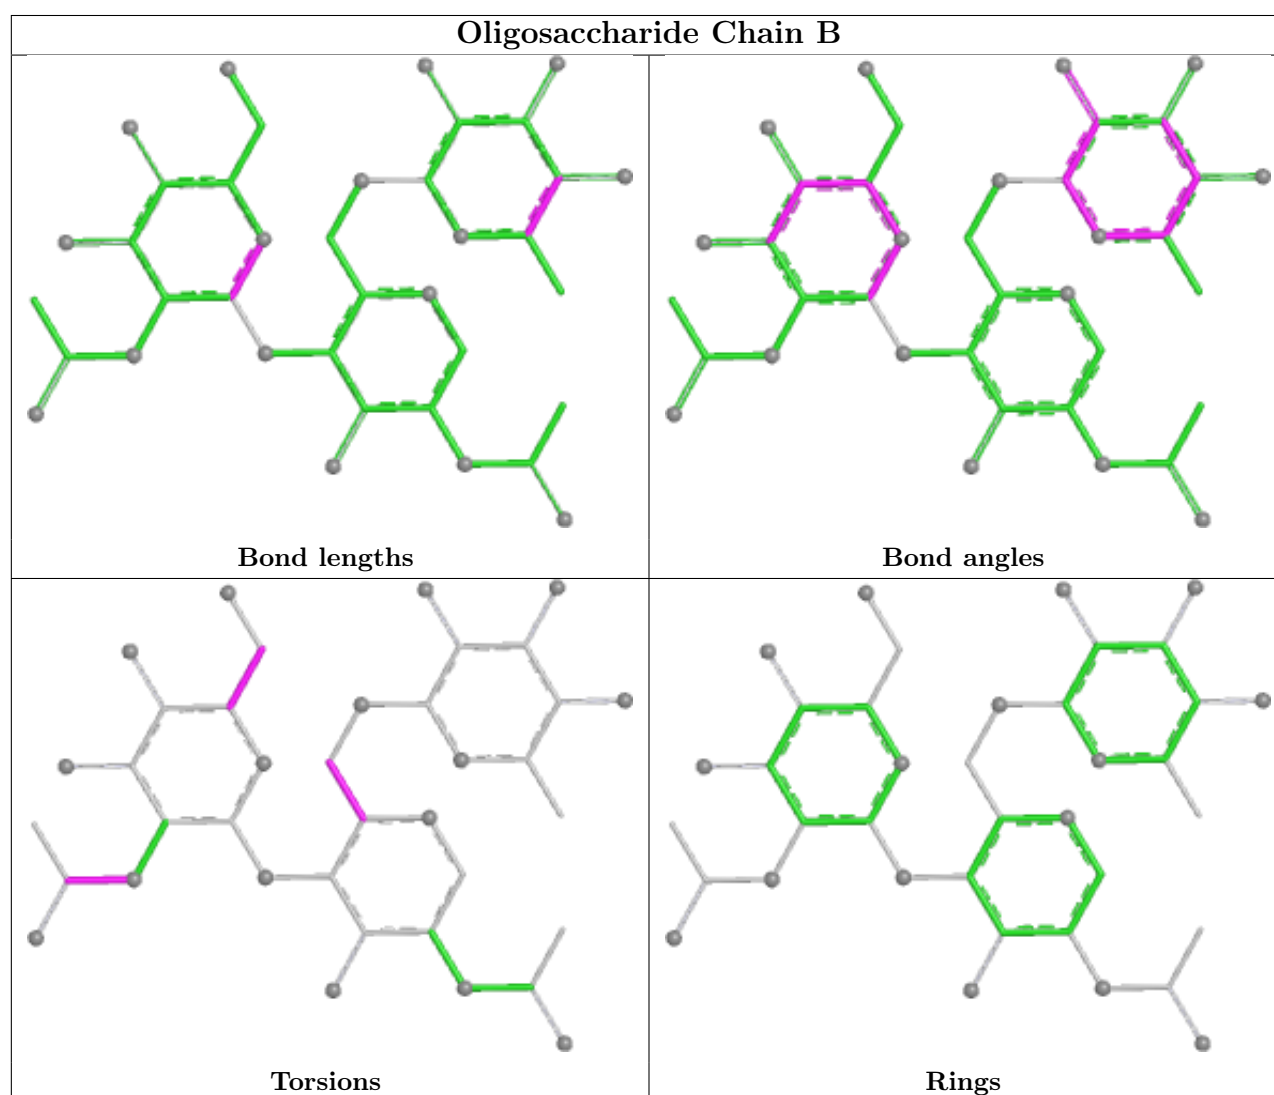 Oligosaccharide Chain B
Bond lengths
Bond angles
Torsions
Rings